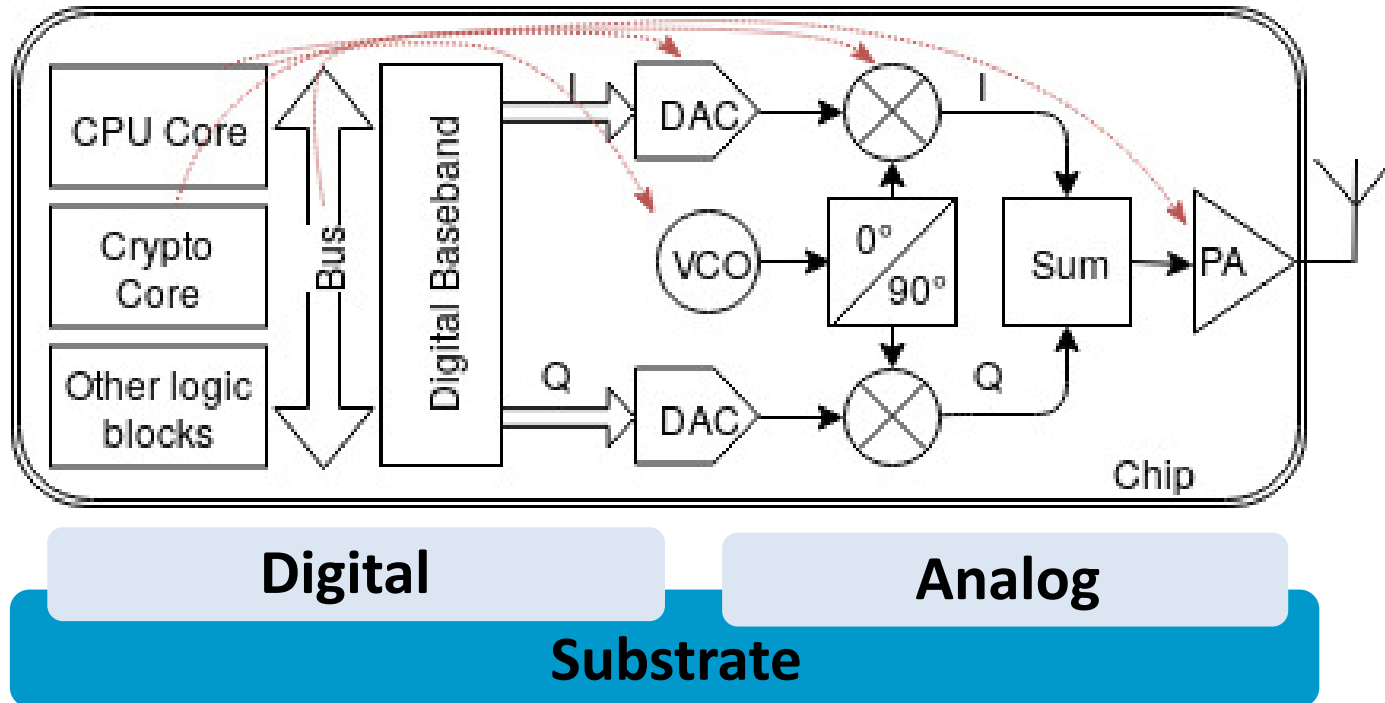 CPU Core
Crypto
Core
Other logic
blocks
Bus
Digital Baseband
I
Q
DAC
DAC
VCO
0°
90°
I
Q
Sum
PA
Chip
Digital
Analog
Substrate